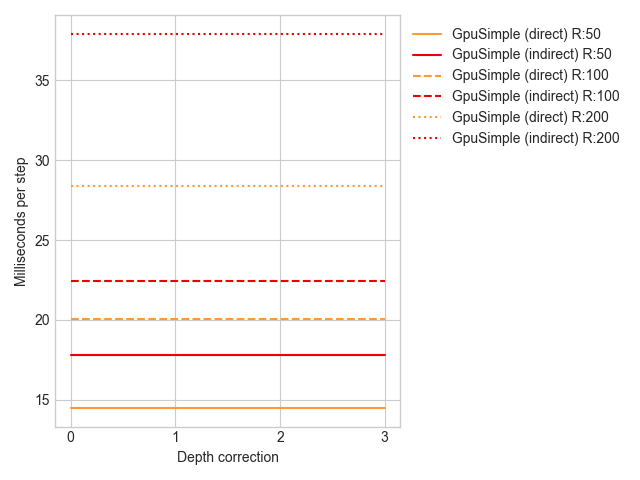 GpuSimple (direct) R:50
GpuSimple (indirect) R:50
GpuSimple (direct) R:100
GpuSimple (indirect) R:100
GpuSimple (direct) R:200
GpuSimple (indirect) R:200
Milliseconds per step
35
30
25
20
15
0 1 2 3
Depth correction